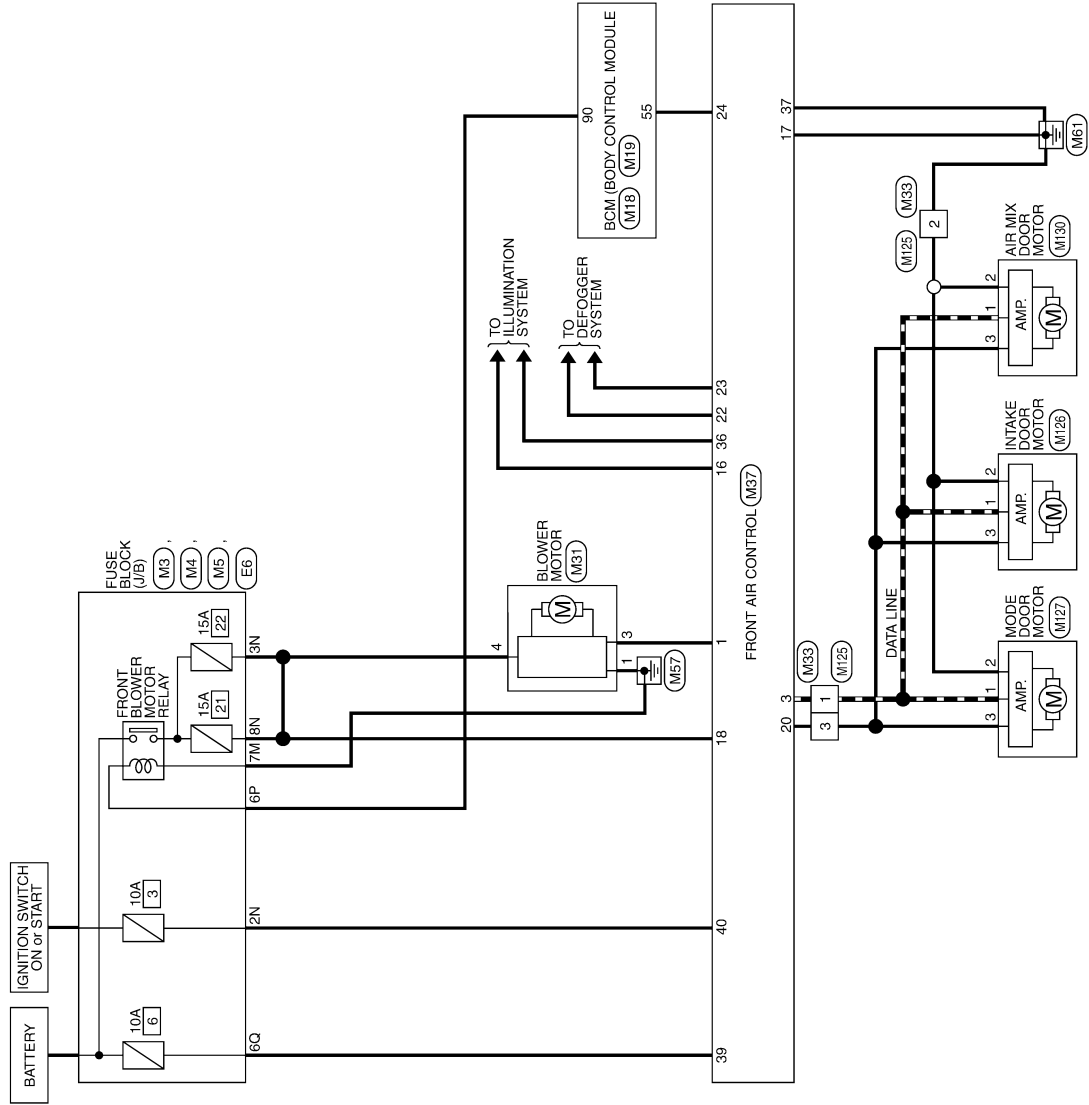 BATTERY
IGNITION SWITCH
ON or START
FUSE
BLOCK
(J/B)
M3 ,
M4 ,
M5 ,
E6
10A
6
10A
3
FRONT
BLOWER
MOTOR
RELAY
15A
21
15A
22
6Q
2N
6P
7M
8N
3N
BLOWER
MOTOR
M31
M
4
1
3
M57
TO
ILLUMINATION
SYSTEM
TO
DEFOGGER
SYSTEM
90
BCM (BODY CONTROL MODULE)
M18
M19
55
39
40
18
1
16
36
22
23
24
FRONT AIR CONTROL
M37
20
3
17
37
M33
M125
3
1
DATA LINE
M125
M33
2
M61
3
1
2
AMP.
M
MODE
DOOR
MOTOR
M127
3
1
2
AMP.
M
INTAKE
DOOR
MOTOR
M126
3
1
2
AMP.
M
AIR MIX
DOOR
MOTOR
M130